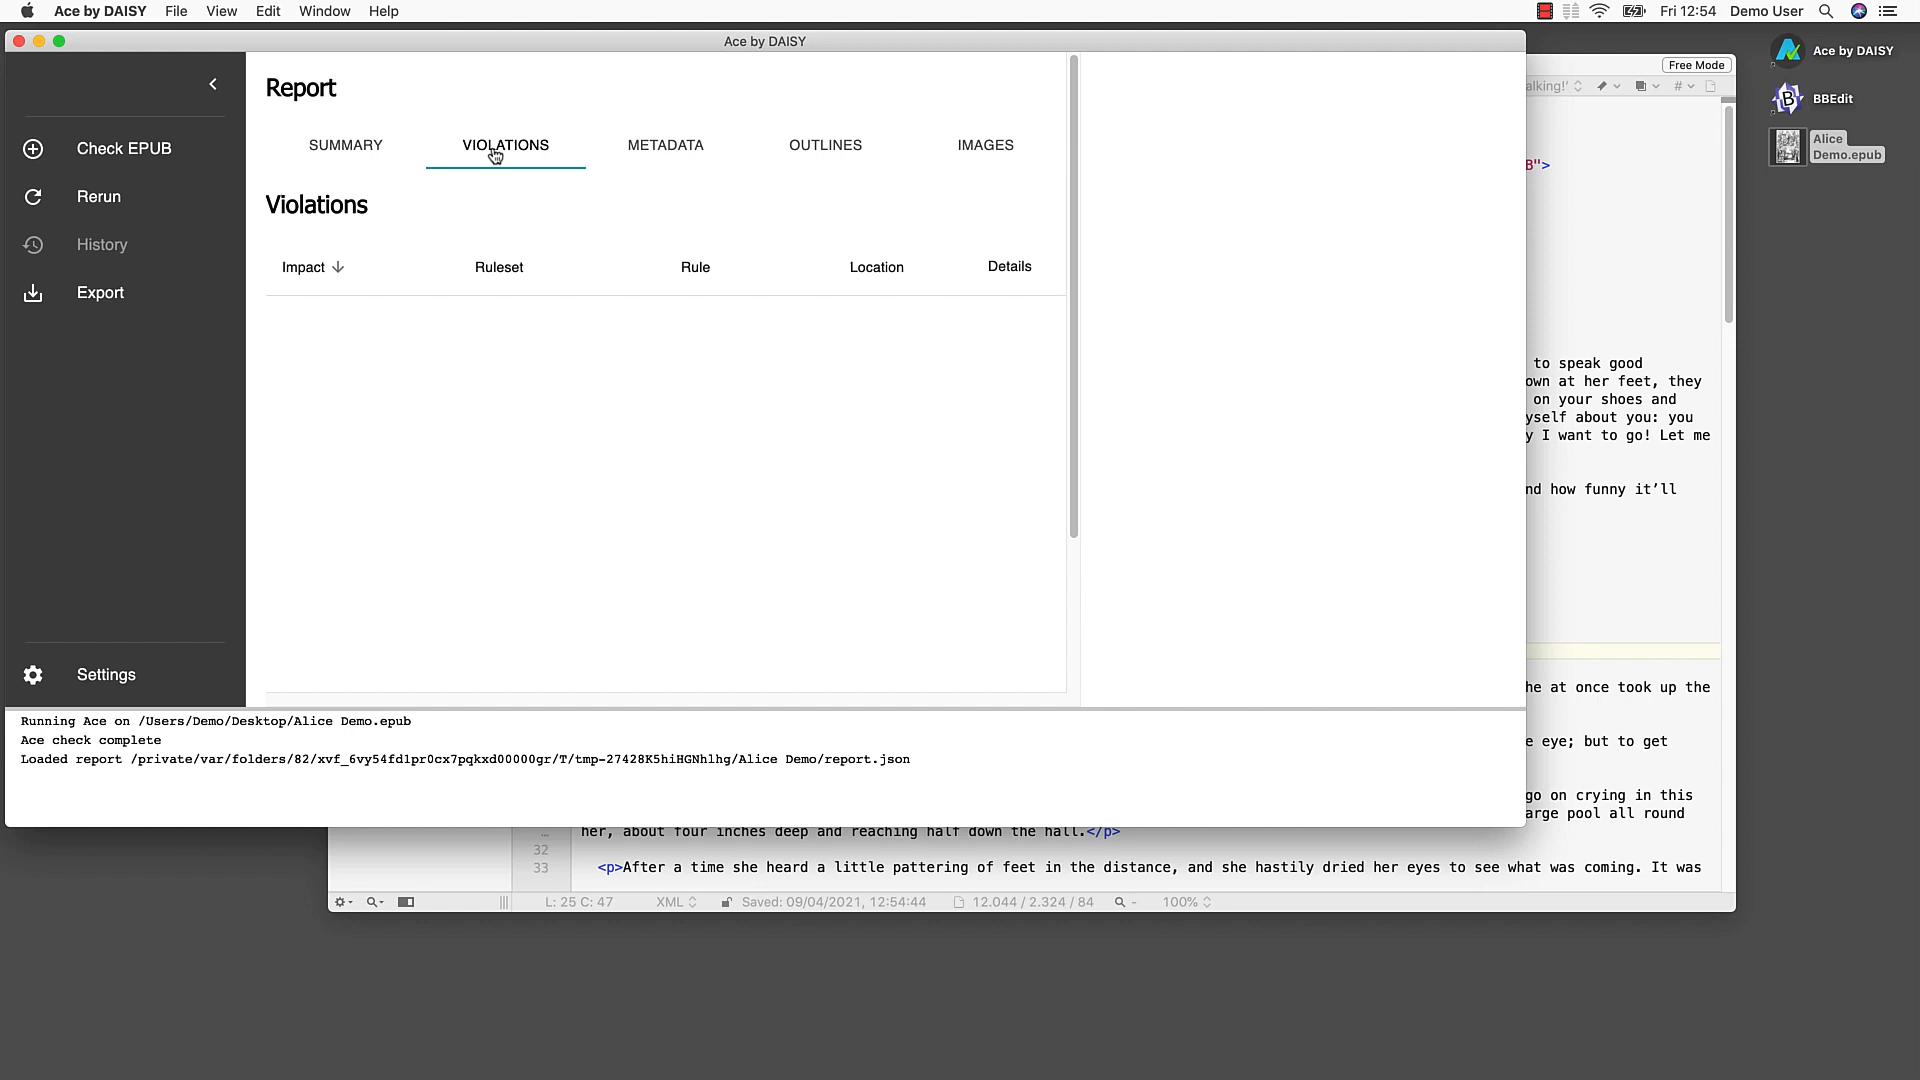 Ace by DAISY File View Edit Window Help Fri 12:54 Demo User
Ace by DAISY
Ace by DAISY
BBEdit
Alice
Demo.epub
Free Mode
alking!’ #
Report
SUMMARY VIOLATIONS METADATA OUTLINES IMAGES
Check EPUB
Rerun
History
Export
Settings
Violations
Impact Ruleset Rule Location Details
B">
to speak good
own at her feet, they
on your shoes and
yself about you: you
y I want to go! Let me
nd how funny it’ll
he at once took up the
e eye; but to get
go on crying in this
arge pool all round
Running Ace on /Users/Demo/Desktop/Alice Demo.epub
Ace check complete
Loaded report /private/var/folders/82/xvf_6vy54fd1pr0cx7pqkxd00000gr/T/tmp-27428K5hiHGNhlhg/Alice Demo/report.json
her, about four inches deep and reaching half down the hall.</p>
32
33 <p>After a time she heard a little pattering of feet in the distance, and she hastily dried her eyes to see what was coming. It was
L: 25 C: 47 XML Saved: 09/04/2021, 12:54:44 12.044 / 2.324 / 84 - 100%